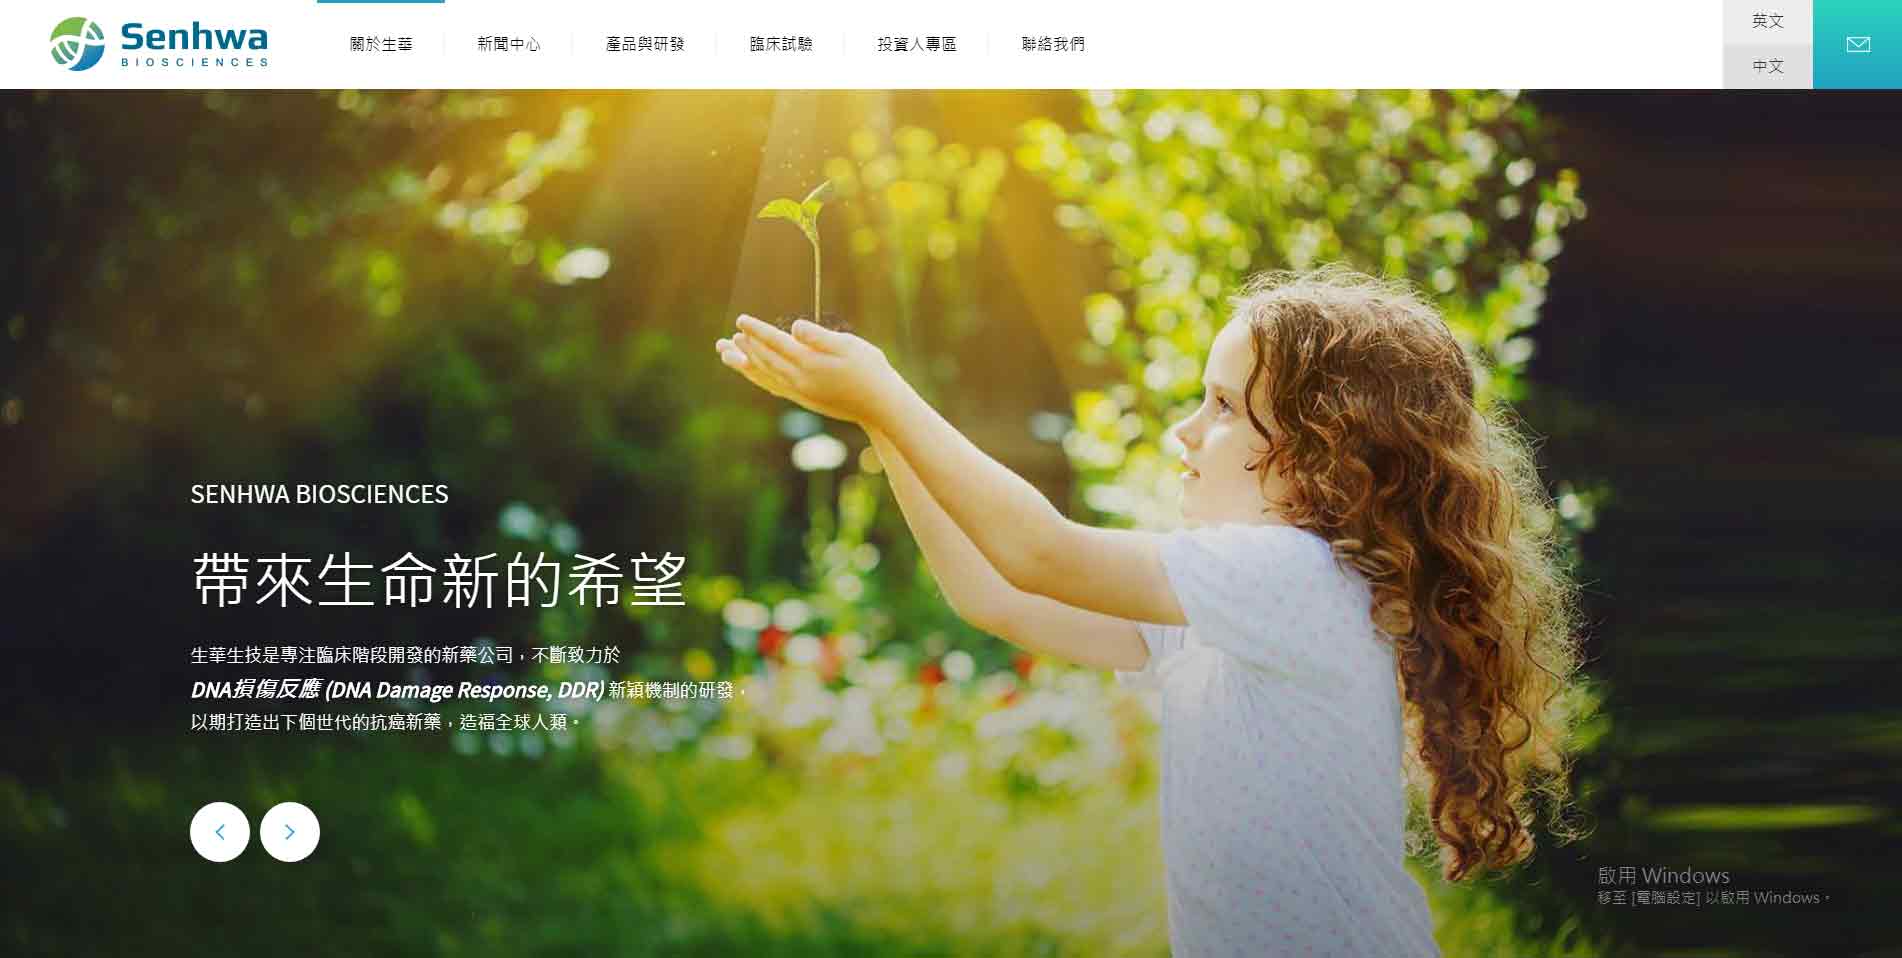 Senhwa
BIOSCIENCES
關於生華
新聞中心
產品與研發
臨床試驗
投資人專區
聯絡我們
英文
中文
SENHWA BIOSCIENCES
帶來生命新的希望
生華生技是專注臨床階段開發的新藥公司，不斷致力於
DNA損傷反應 (DNA Damage Response, DDR) 新穎機制的研發，
以期打造出下個世代的抗癌新藥，造福全球人類。
啟用 Windows
移至 [電腦設定] 以啟用 Windows。